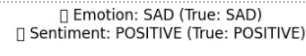 ▯ Emotion: SAD (True: SAD)
▯ Sentiment: POSITIVE (True: POSITIVE)